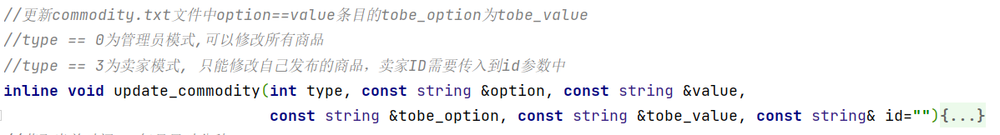 //更新commodity.txt文件中option==value条目的tobe_option为tobe_value
//type == 0为管理员模式,可以修改所有商品
//type == 3为卖家模式, 只能修改自己发布的商品，卖家ID需要传入到id参数中
inline void update_commodity(int type, const string &option, const string &value,
const string &tobe_option, const string &tobe_value, const string& id=""){...}